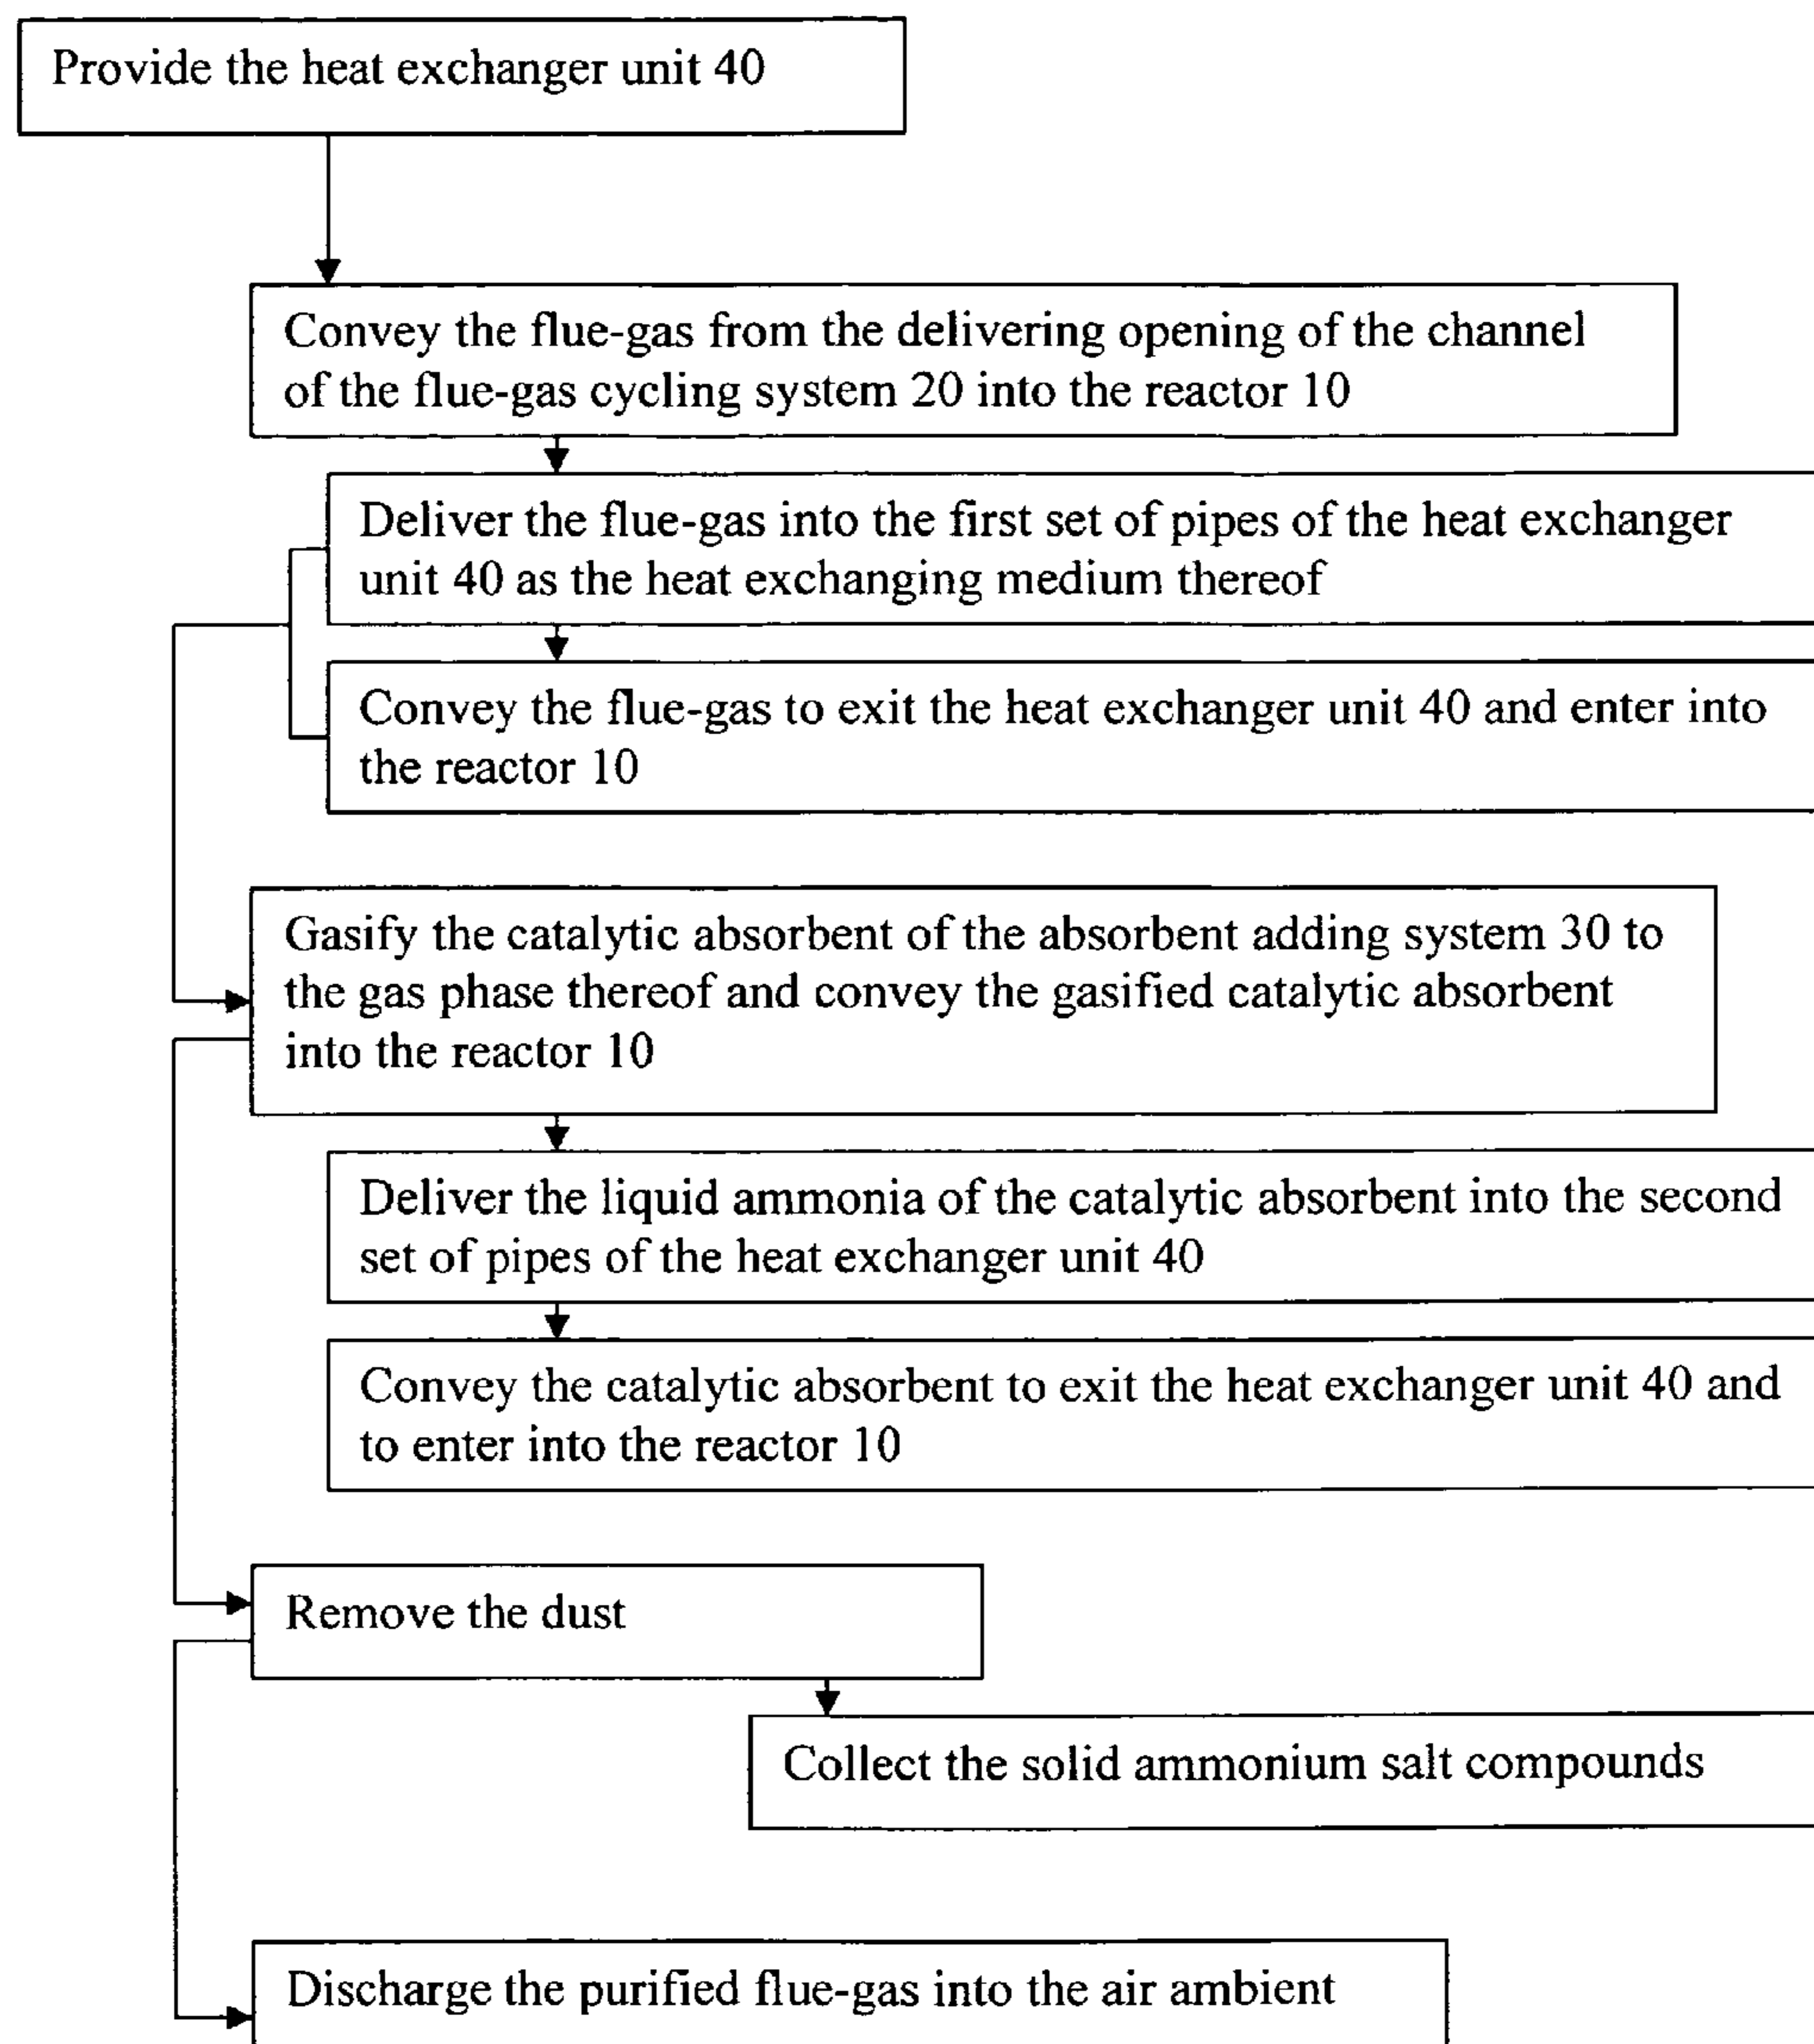 Provide the heat exchanger unit 40
Convey the flue-gas from the delivering opening of the channel
of the flue-gas cycling system 20 into the reactor 10
Deliver the flue-gas into the first set of pipes of the heat exchanger
unit 40 as the heat exchanging medium thereof
Convey the flue-gas to exit the heat exchanger unit 40 and enter into
the reactor 10
Gasify the catalytic absorbent of the absorbent adding system 30 to
the gas phase thereof and convey the gasified catalytic absorbent
into the reactor 10
Deliver the liquid ammonia of the catalytic absorbent into the second
set of pipes of the heat exchanger unit 40
Convey the catalytic absorbent to exit the heat exchanger unit 40 and
to enter into the reactor 10
Remove the dust
Collect the solid ammonium salt compounds
Discharge the purified flue-gas into the air ambient